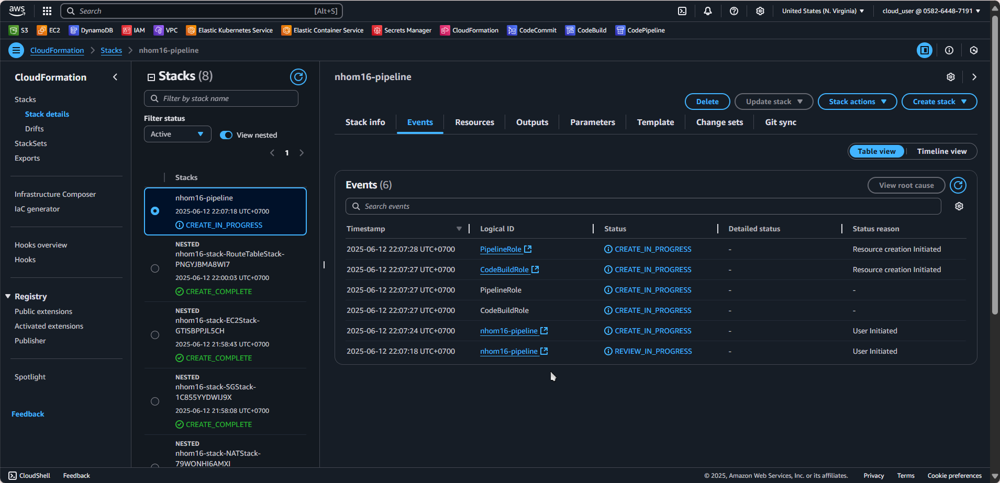 aws
Search [Alt+S]
United States (N. Virginia)
cloud_user @ 0582-6448-7191
S3 EC2 DynamoDB IAM VPC Elastic Kubernetes Service Elastic Container Service Secrets Manager CloudFormation CodeCommit CodeBuild CodePipeline
CloudFormation Stacks nhom16-pipeline
CloudFormation
Stacks
Stack details
Drifts
StackSets
Exports
Infrastructure Composer
IaC generator
Hooks overview
Hooks
Registry
Public extensions
Activated extensions
Publisher
Spotlight
Feedback
Stacks (8)
Filter by stack name
Filter status
Active
View nested
1
Stacks
nhom16-pipeline
2025-06-12 22:07:18 UTC+0700
CREATE_IN_PROGRESS
NESTED
nhom16-stack-RouteTableStack-
PNGYJBMA8WI7
2025-06-12 22:00:03 UTC+0700
CREATE_COMPLETE
NESTED
nhom16-stack-EC2Stack-
GTISBPPJL5CH
2025-06-12 21:58:43 UTC+0700
CREATE_COMPLETE
NESTED
nhom16-stack-SGStack-
1C855YYDWIJ9X
2025-06-12 21:58:08 UTC+0700
CREATE_COMPLETE
NESTED
nhom16-stack-NATStack-
79WONHI6AMXI
nhom16-pipeline
Delete Update stack Stack actions Create stack
Stack info Events Resources Outputs Parameters Template Change sets Git sync
Table view Timeline view
Events (6)
View root cause
Search events
Timestamp Logical ID Status Detailed status Status reason
2025-06-12 22:07:28 UTC+0700 PipelineRole CREATE_IN_PROGRESS - Resource creation Initiated
2025-06-12 22:07:27 UTC+0700 CodeBuildRole CREATE_IN_PROGRESS - Resource creation Initiated
2025-06-12 22:07:27 UTC+0700 PipelineRole CREATE_IN_PROGRESS - -
2025-06-12 22:07:27 UTC+0700 CodeBuildRole CREATE_IN_PROGRESS - -
2025-06-12 22:07:24 UTC+0700 nhom16-pipeline CREATE_IN_PROGRESS - User Initiated
2025-06-12 22:07:18 UTC+0700 nhom16-pipeline REVIEW_IN_PROGRESS - User Initiated
CloudShell Feedback
© 2025, Amazon Web Services, Inc. or its affiliates. Privacy Terms Cookie preferences